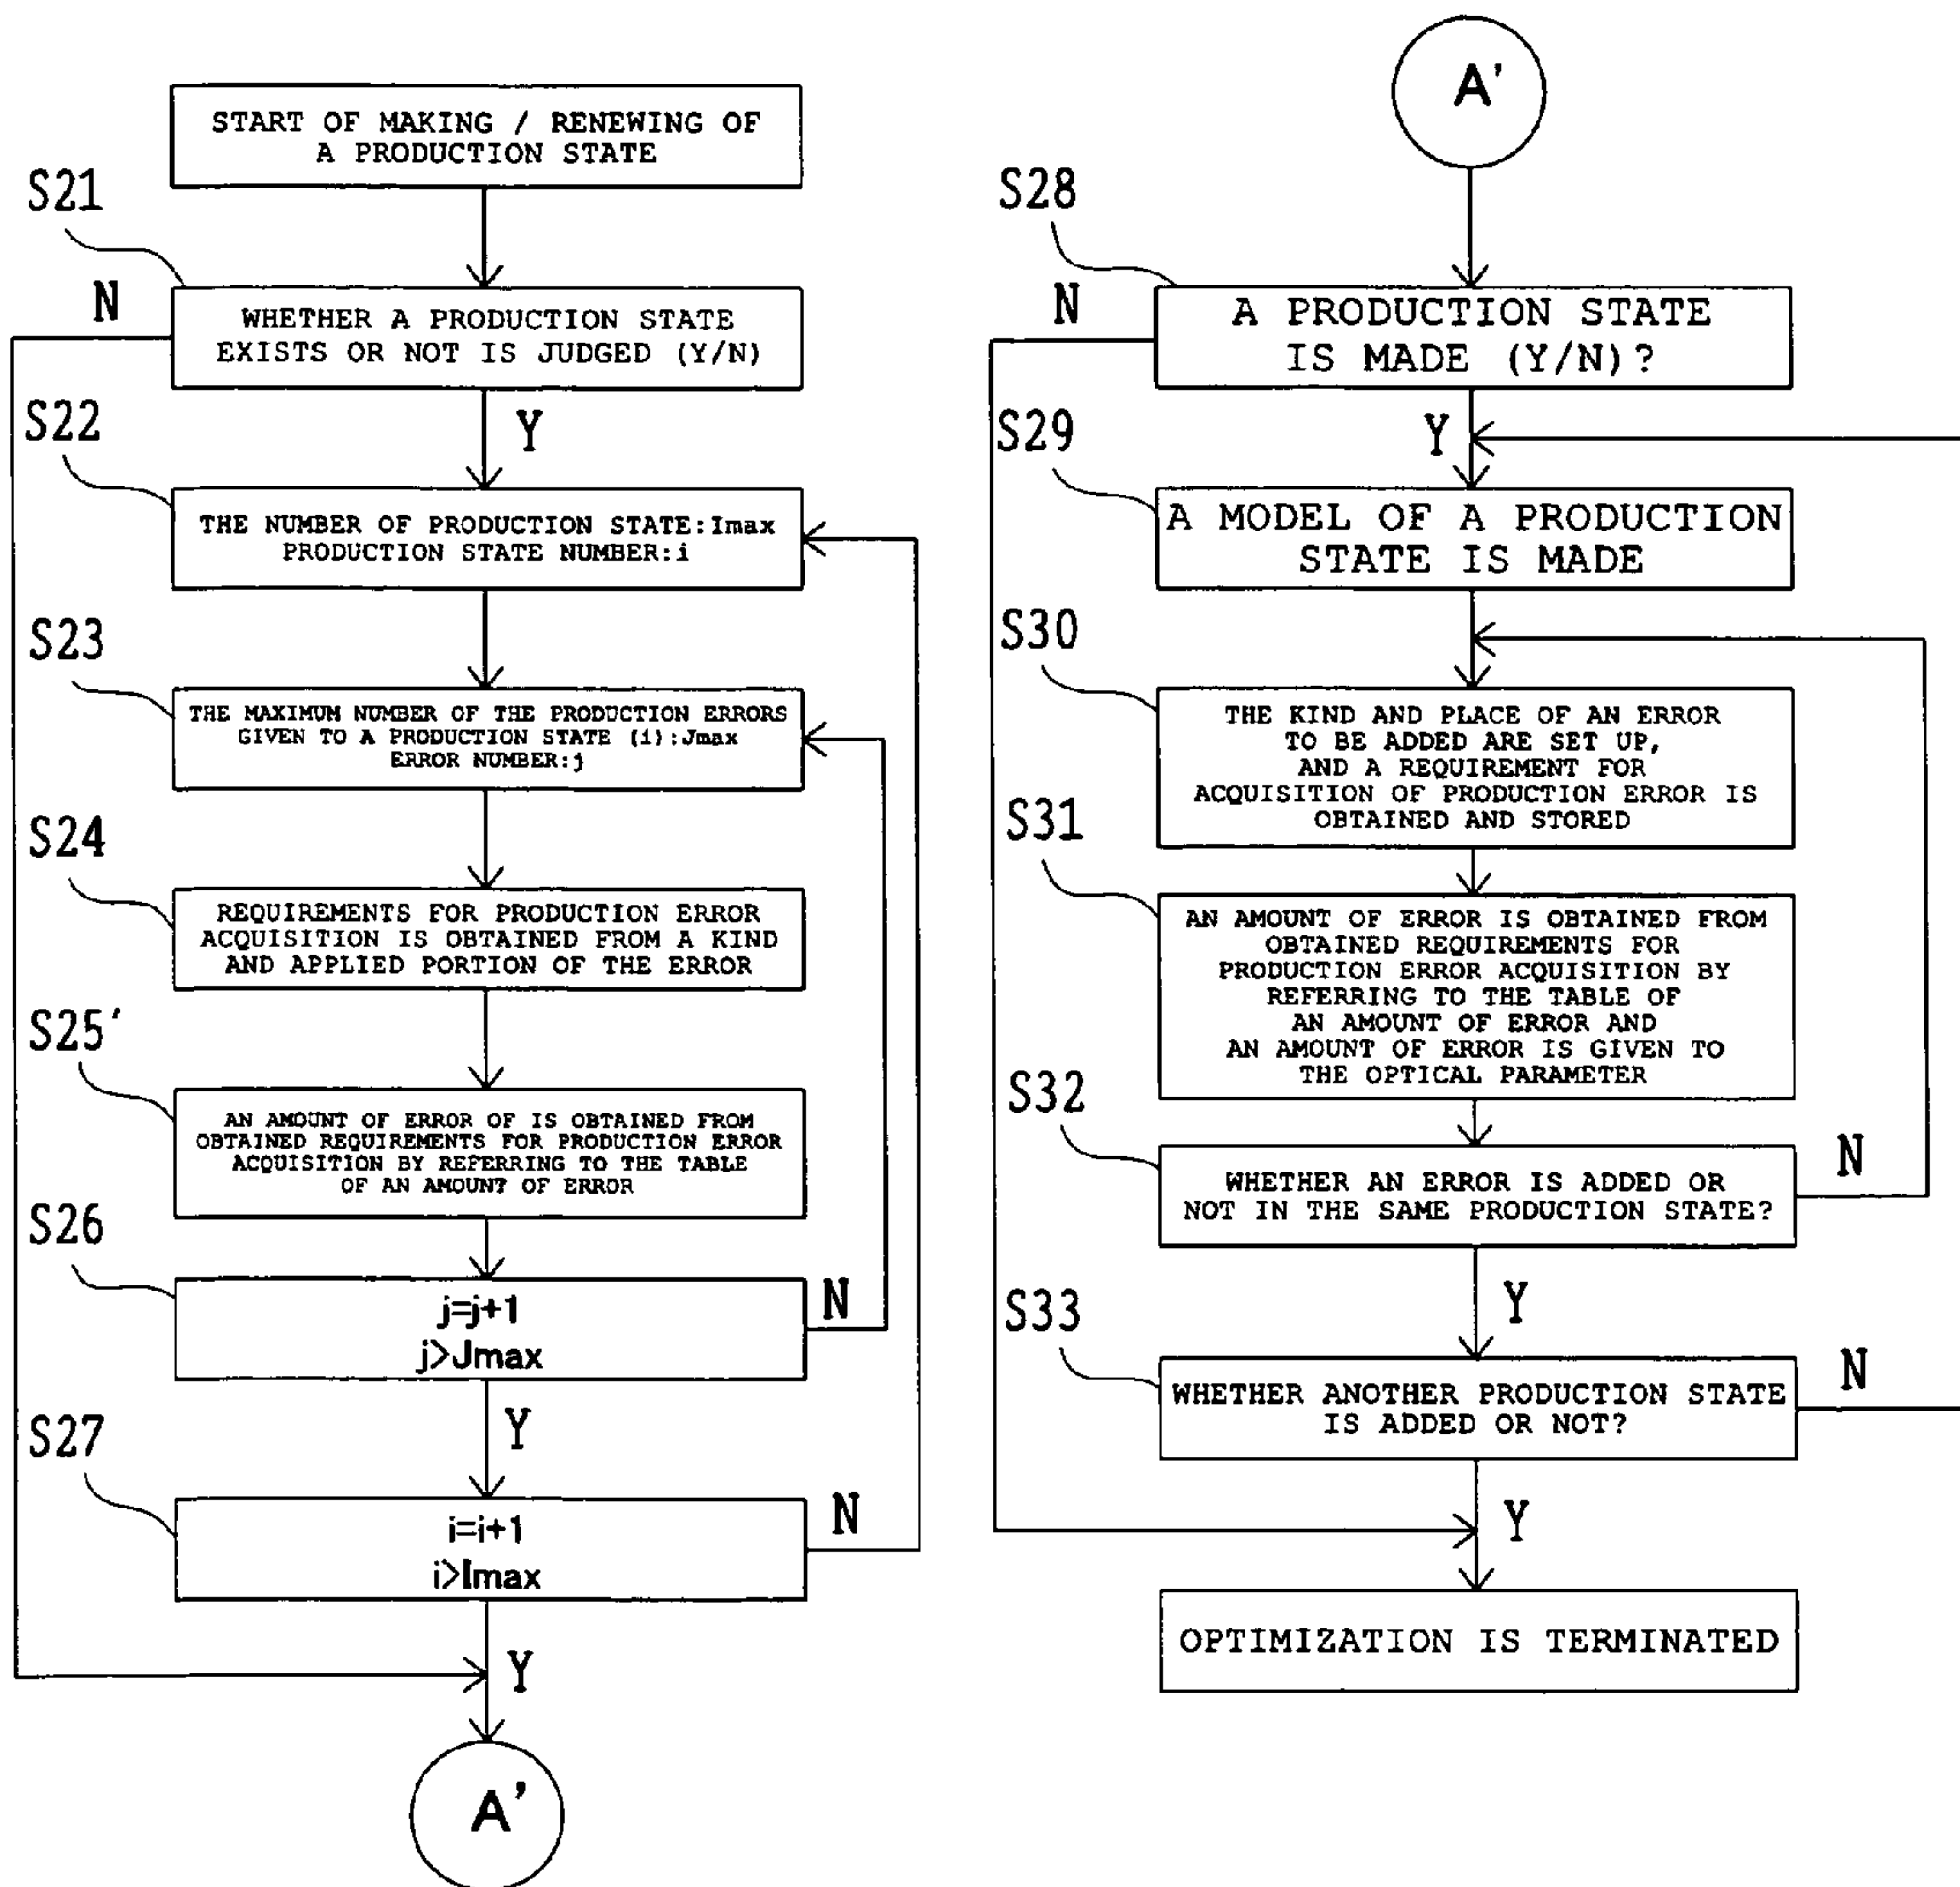 START OF MAKING / RENEWING OF
A PRODUCTION STATE
S21
N
WHETHER A PRODUCTION STATE
EXISTS OR NOT IS JUDGED (Y/N)
Y
S22
THE NUMBER OF PRODUCTION STATE:Imax
PRODUCTION STATE NUMBER:i
S23
THE MAXIMUM NUMBER OF THE PRODUCTION ERRORS
GIVEN TO A PRODUCTION STATE (i):Jmax
ERROR NUMBER:j
S24
REQUIREMENTS FOR PRODUCTION ERROR
ACQUISITION IS OBTAINED FROM A KIND
AND APPLIED PORTION OF THE ERROR
S25'
AN AMOUNT OF ERROR OF IS OBTAINED FROM
OBTAINED REQUIREMENTS FOR PRODUCTION ERROR
ACQUISITION BY REFERRING TO THE TABLE
OF AN AMOUNT OF ERROR
S26
j=j+1
j>Jmax
N
Y
S27
i=i+1
i>Imax
N
Y
A'
A'
S28
N
A PRODUCTION STATE
IS MADE (Y/N)?
Y
S29
A MODEL OF A PRODUCTION
STATE IS MADE
S30
THE KIND AND PLACE OF AN ERROR
TO BE ADDED ARE SET UP,
AND A REQUIREMENT FOR
ACQUISITION OF PRODUCTION ERROR IS
OBTAINED AND STORED
S31
AN AMOUNT OF ERROR IS OBTAINED FROM
OBTAINED REQUIREMENTS FOR
PRODUCTION ERROR ACQUISITION BY
REFERRING TO THE TABLE OF
AN AMOUNT OF ERROR AND
AN AMOUNT OF ERROR IS GIVEN TO
THE OPTICAL PARAMETER
S32
WHETHER AN ERROR IS ADDED OR
NOT IN THE SAME PRODUCTION STATE?
N
Y
S33
WHETHER ANOTHER PRODUCTION STATE
IS ADDED OR NOT?
N
Y
OPTIMIZATION IS TERMINATED